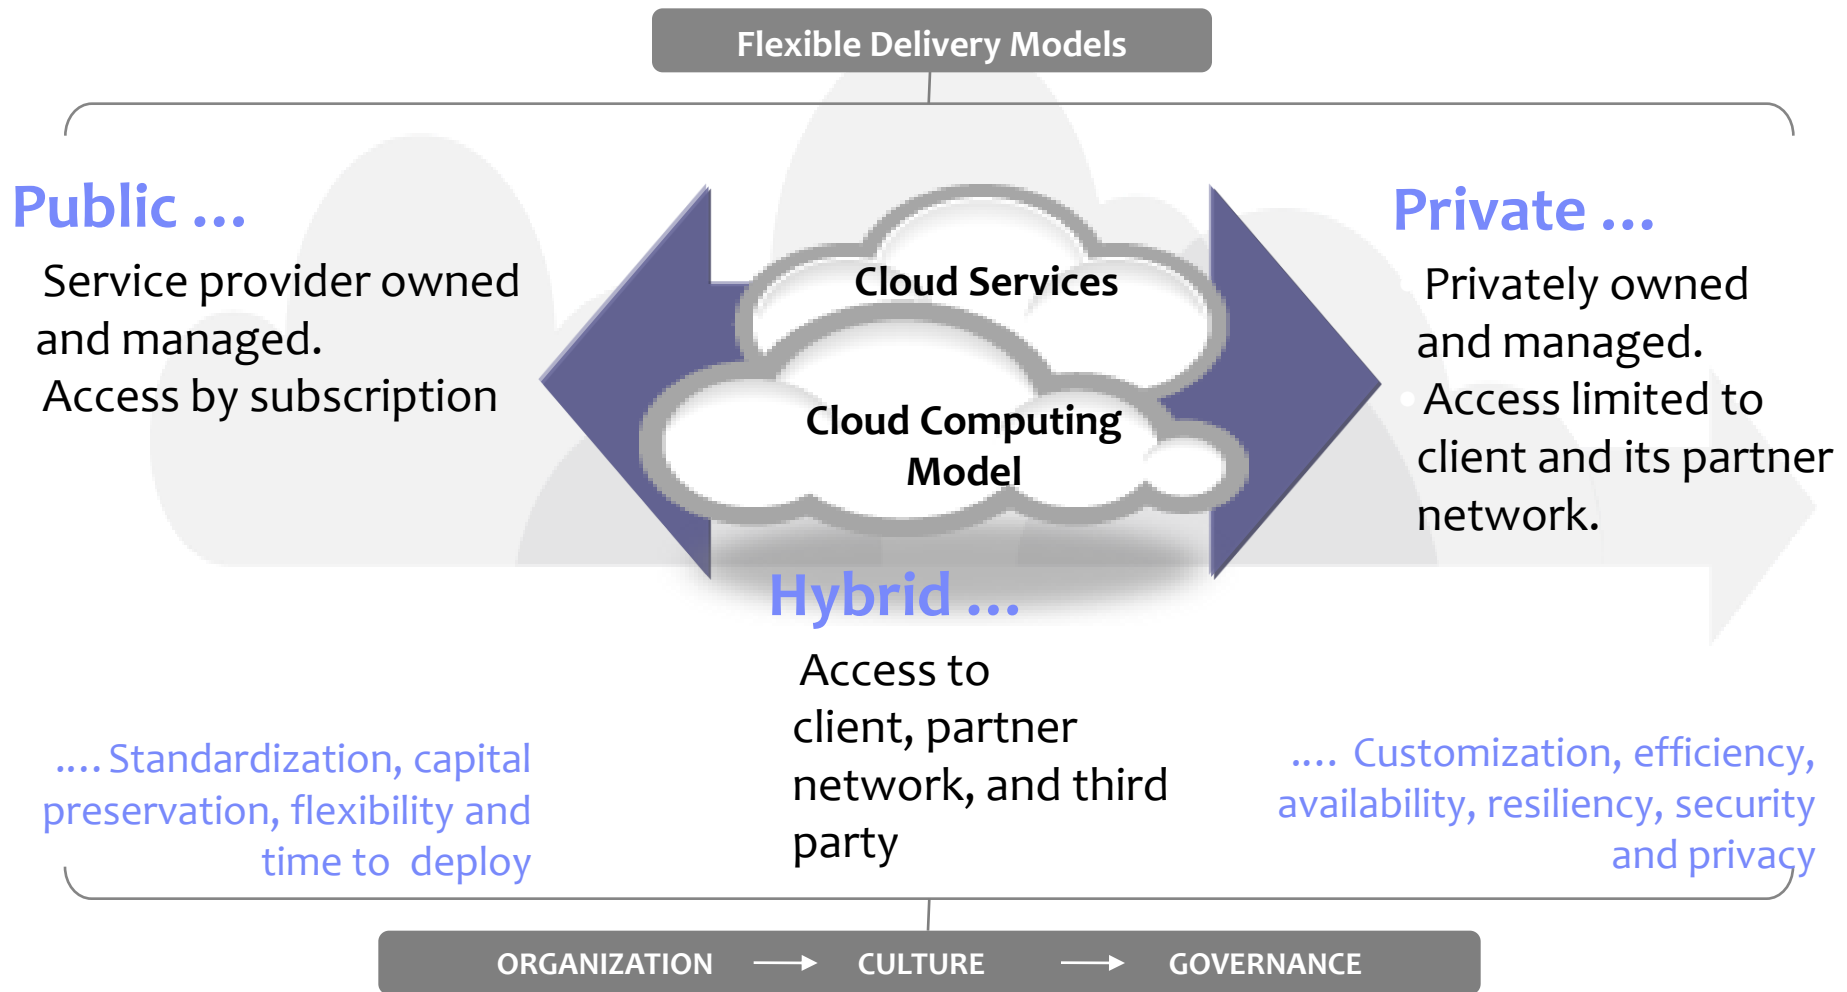 Flexible Delivery Models
Public ...
Service provider owned
and managed.
Access by subscription
Cloud Services
Cloud Computing
Model
Private ...
• Privately owned
and managed.
• Access limited to
client and its partner
network.
Hybrid ...
Access to
client, partner
network, and third
party
.... Standardization, capital
preservation, flexibility and
time to deploy
.... Customization, efficiency,
availability, resiliency, security
and privacy
ORGANIZATION → CULTURE → GOVERNANCE